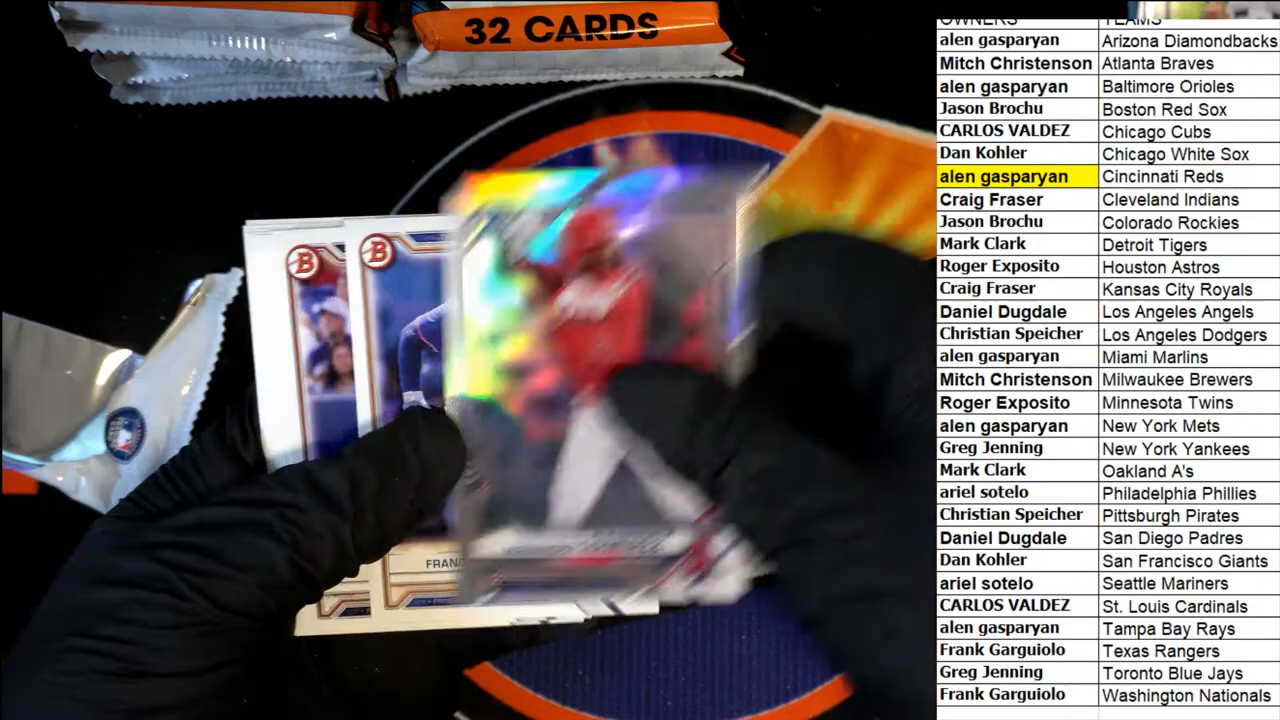 32 CARDS
OWNERS TEAMS
alen gasparyan Arizona Diamondbacks
Mitch Christenson Atlanta Braves
alen gasparyan Baltimore Orioles
Jason Brochu Boston Red Sox
CARLOS VALDEZ Chicago Cubs
Dan Kohler Chicago White Sox
alen gasparyan Cincinnati Reds
Craig Fraser Cleveland Indians
Jason Brochu Colorado Rockies
Mark Clark Detroit Tigers
Roger Exposito Houston Astros
Craig Fraser Kansas City Royals
Daniel Dugdale Los Angeles Angels
Christian Speicher Los Angeles Dodgers
alen gasparyan Miami Marlins
Mitch Christenson Milwaukee Brewers
Roger Exposito Minnesota Twins
alen gasparyan New York Mets
Greg Jenning New York Yankees
Mark Clark Oakland A's
ariel sotelo Philadelphia Phillies
Christian Speicher Pittsburgh Pirates
Daniel Dugdale San Diego Padres
Dan Kohler San Francisco Giants
ariel sotelo Seattle Mariners
CARLOS VALDEZ St. Louis Cardinals
alen gasparyan Tampa Bay Rays
Frank Garguiolo Texas Rangers
Greg Jenning Toronto Blue Jays
Frank Garguiolo Washington Nationals
B
B
FRANC